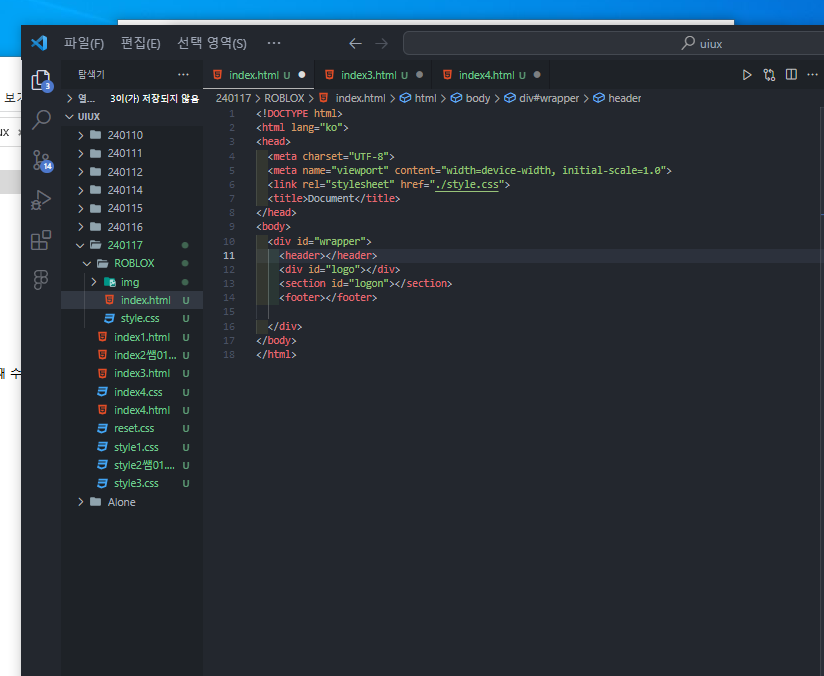 파일(F) 편집(E) 선택 영역(S) ··· uiux
보기
ux ×
패 수
탐색기 ···
열... 3이(가) 저장되지 않음
UIUX
240110
240111
240112
240114
240115
240116
240117
ROBLOX
img
index.html U
style.css U
index1.html U
index2쌤01... U
index3.html U
index4.css U
index4.html U
reset.css U
style1.css U
style2쌤01.... U
style3.css U
Alone
3
14
index.html U index3.html U index4.html U
240117 > ROBLOX > index.html > html > body > div#wrapper > header
1 <!DOCTYPE html>
2 <html lang="ko">
3 <head>
4 <meta charset="UTF-8">
5 <meta name="viewport" content="width=device-width, initial-scale=1.0">
6 <link rel="stylesheet" href="./style.css">
7 <title>Document</title>
8 </head>
9 <body>
10 <div id="wrapper">
11 <header></header>
12 <div id="logo"></div>
13 <section id="logon"></section>
14 <footer></footer>
15
16 </div>
17 </body>
18 </html>